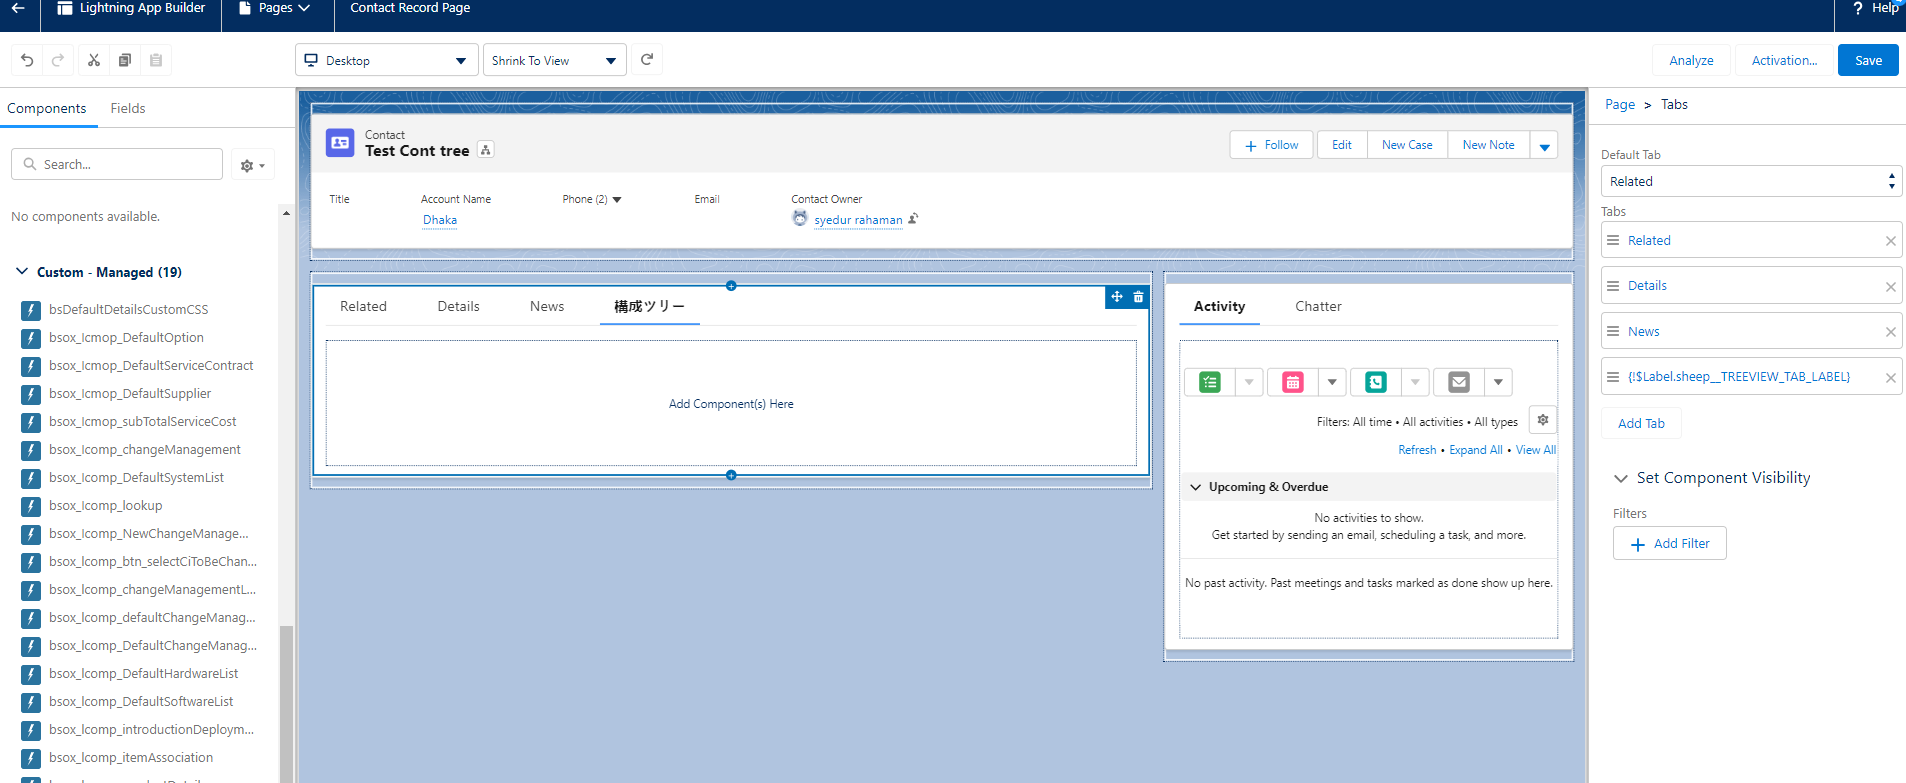 Lightning App Builder
Pages
Contact Record Page
? Help
Desktop
Shrink To View
Analyze
Activation...
Save
Components
Fields
Search...
No components available.
Custom - Managed (19)
bsDefaultDetailsCustomCSS
bsox_lcmop_DefaultOption
bsox_lcmop_DefaultServiceContract
bsox_lcmop_DefaultSupplier
bsox_lcmop_subTotalServiceCost
bsox_lcomp_changeManagement
bsox_lcomp_DefaultSystemList
bsox_lcomp_lookup
bsox_lcomp_NewChangeManage...
bsox_lcomp_btn_selectCiToBeChan...
bsox_lcomp_changeManagementL...
bsox_lcomp_defaultChangeManag...
bsox_lcomp_DefaultChangeManag...
bsox_lcomp_DefaultHardwareList
bsox_lcomp_DefaultSoftwareList
bsox_lcomp_introductionDeploym...
bsox_lcomp_itemAssociation
Contact
Test Cont tree
Follow
Edit
New Case
New Note
Title
Account Name
Phone (2)
Email
Contact Owner
Dhaka
syedur rahaman
Related
Details
News
構成ツリー
Add Component(s) Here
Activity
Chatter
Filters: All time • All activities • All types
Refresh • Expand All • View All
Upcoming & Overdue
No activities to show.
Get started by sending an email, scheduling a task, and more.
No past activity. Past meetings and tasks marked as done show up here.
Page > Tabs
Default Tab
Related
Tabs
Related
Details
News
{!$Label.sheep__TREEVIEW_TAB_LABEL}
Add Tab
Set Component Visibility
Filters
Add Filter